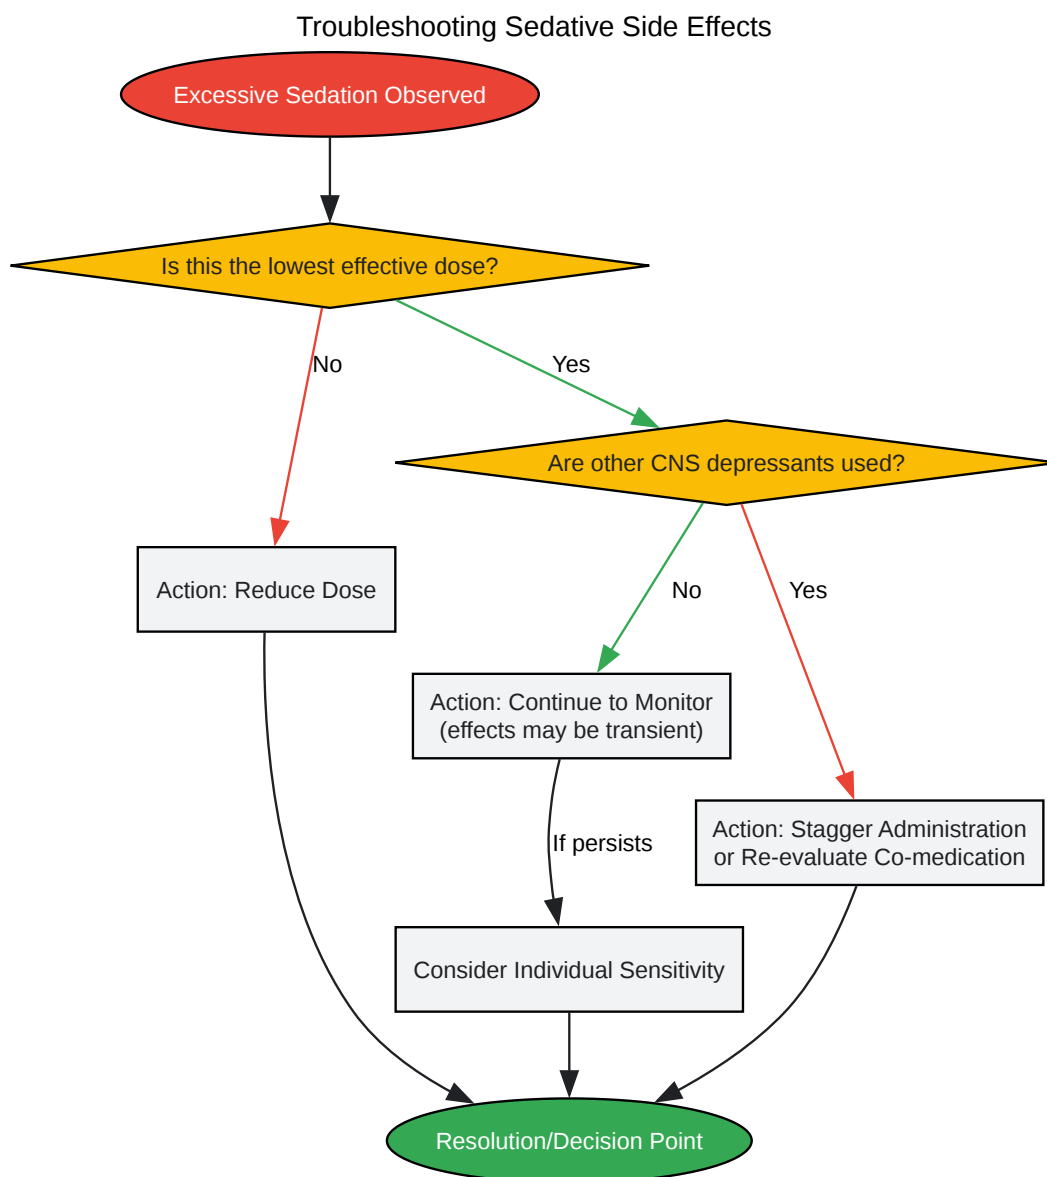 Troubleshooting Sedative Side Effects
Excessive Sedation Observed
Is this the lowest effective dose?
No
Yes
Are other CNS depressants used?
Action: Reduce Dose
No
Yes
Action: Continue to Monitor
(effects may be transient)
Action: Stagger Administration
or Re-evaluate Co-medication
If persists
Consider Individual Sensitivity
Resolution/Decision Point